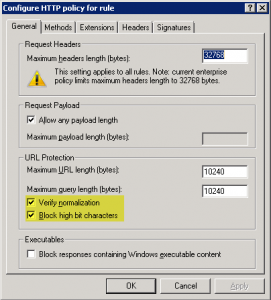 Configure HTTP policy for rule
General Methods Extensions Headers Signatures
Request Headers
Maximum headers length (bytes): 32768
This setting applies to all rules. Note: current enterprise
policy limits maximum headers length to 32768 bytes.
Request Payload
Allow any payload length
Maximum payload length (bytes):
URL Protection
Maximum URL length (bytes): 10240
Maximum query length (bytes): 10240
Verify normalization
Block high bit characters
Executables
Block responses containing Windows executable content
OK Cancel Apply